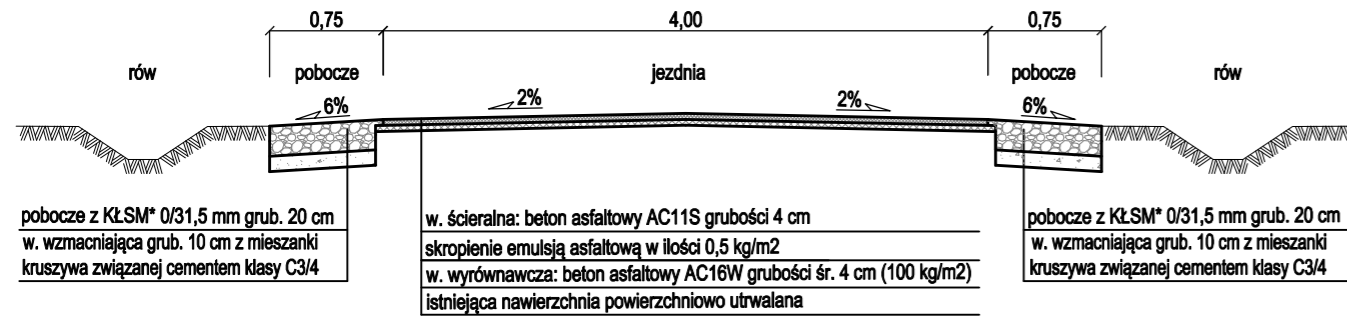 0,75
4,00
0,75
rów
pobocze
jezdnia
pobocze
rów
6%
2%
2%
6%
pobocze z KŁSM* 0/31,5 mm grub. 20 cm
w. wzmacniająca grub. 10 cm z mieszanki
kruszywa związanej cementem klasy C3/4
w. ścieralna: beton asfaltowy AC11S grubości 4 cm
skropienie emulsją asfaltową w ilości 0,5 kg/m2
w. wyrównawcza: beton asfaltowy AC16W grubości śr. 4 cm (100 kg/m2)
istniejąca nawierzchnia powierzchniowo utrwalana
pobocze z KŁSM* 0/31,5 mm grub. 20 cm
w. wzmacniająca grub. 10 cm z mieszanki
kruszywa związanej cementem klasy C3/4